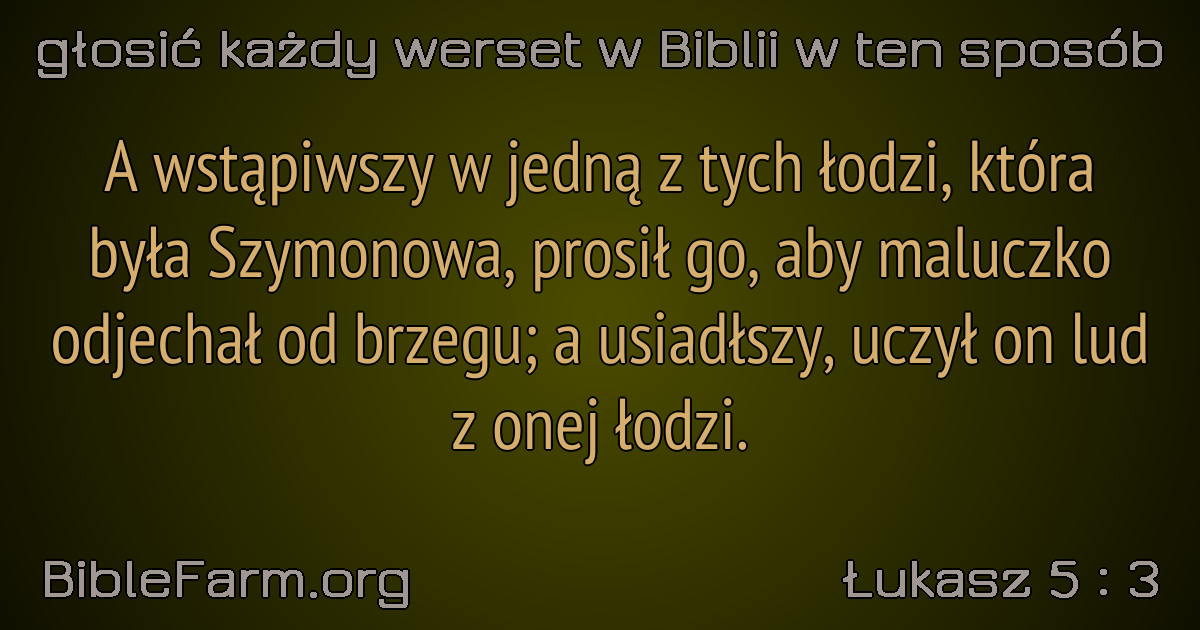 głosić każdy werset w Biblii w ten sposób
A wstąpiwszy w jedną z tych łodzi, która
była Szymonowa, prosił go, aby maluczko
odjechał od brzegu; a usiadłszy, uczył on lud
z onej łodzi.
BibleFarm.org
Łukasz 5 : 3